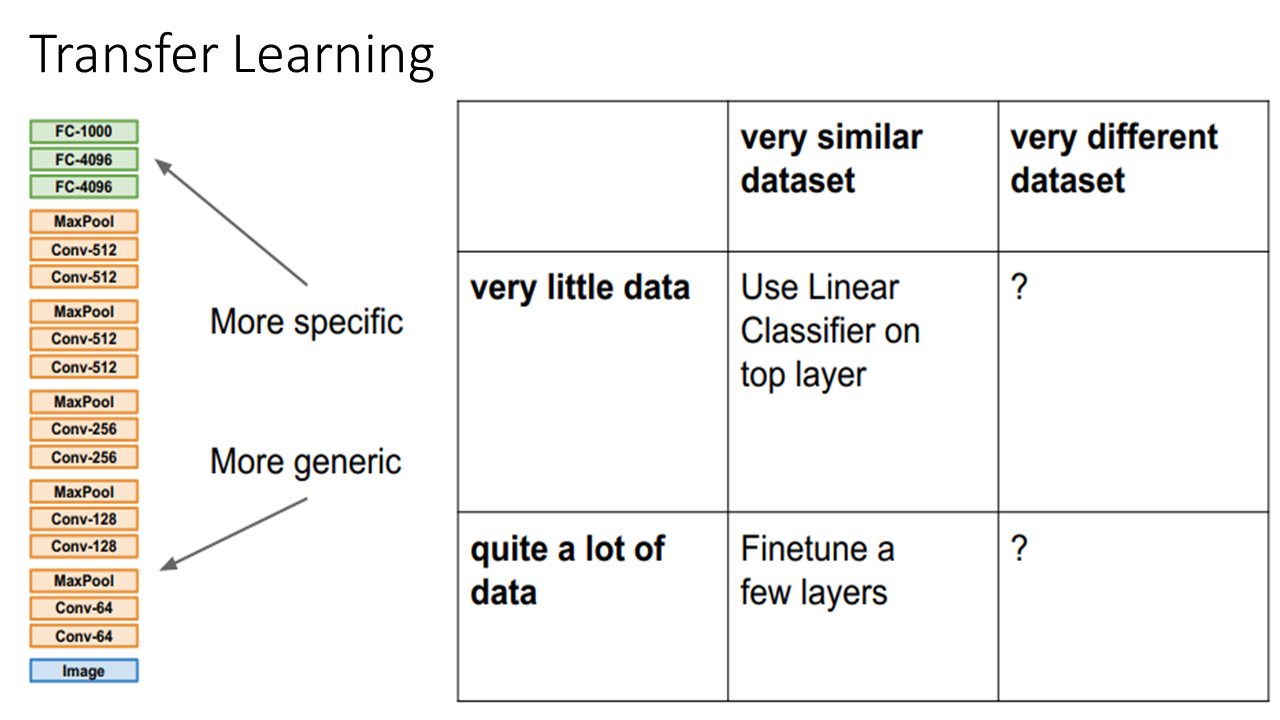 Transfer Learning
FC-1000
FC-4096
FC-4096
MaxPool
Conv-512
Conv-512
MaxPool
Conv-512
Conv-512
MaxPool
Conv-256
Conv-256
MaxPool
Conv-128
Conv-128
MaxPool
Conv-64
Conv-64
Image
More specific
More generic
very similar
dataset
very different
dataset
very little data
Use Linear
Classifier on
top layer
?
quite a lot of
data
Finetune a
few layers
?